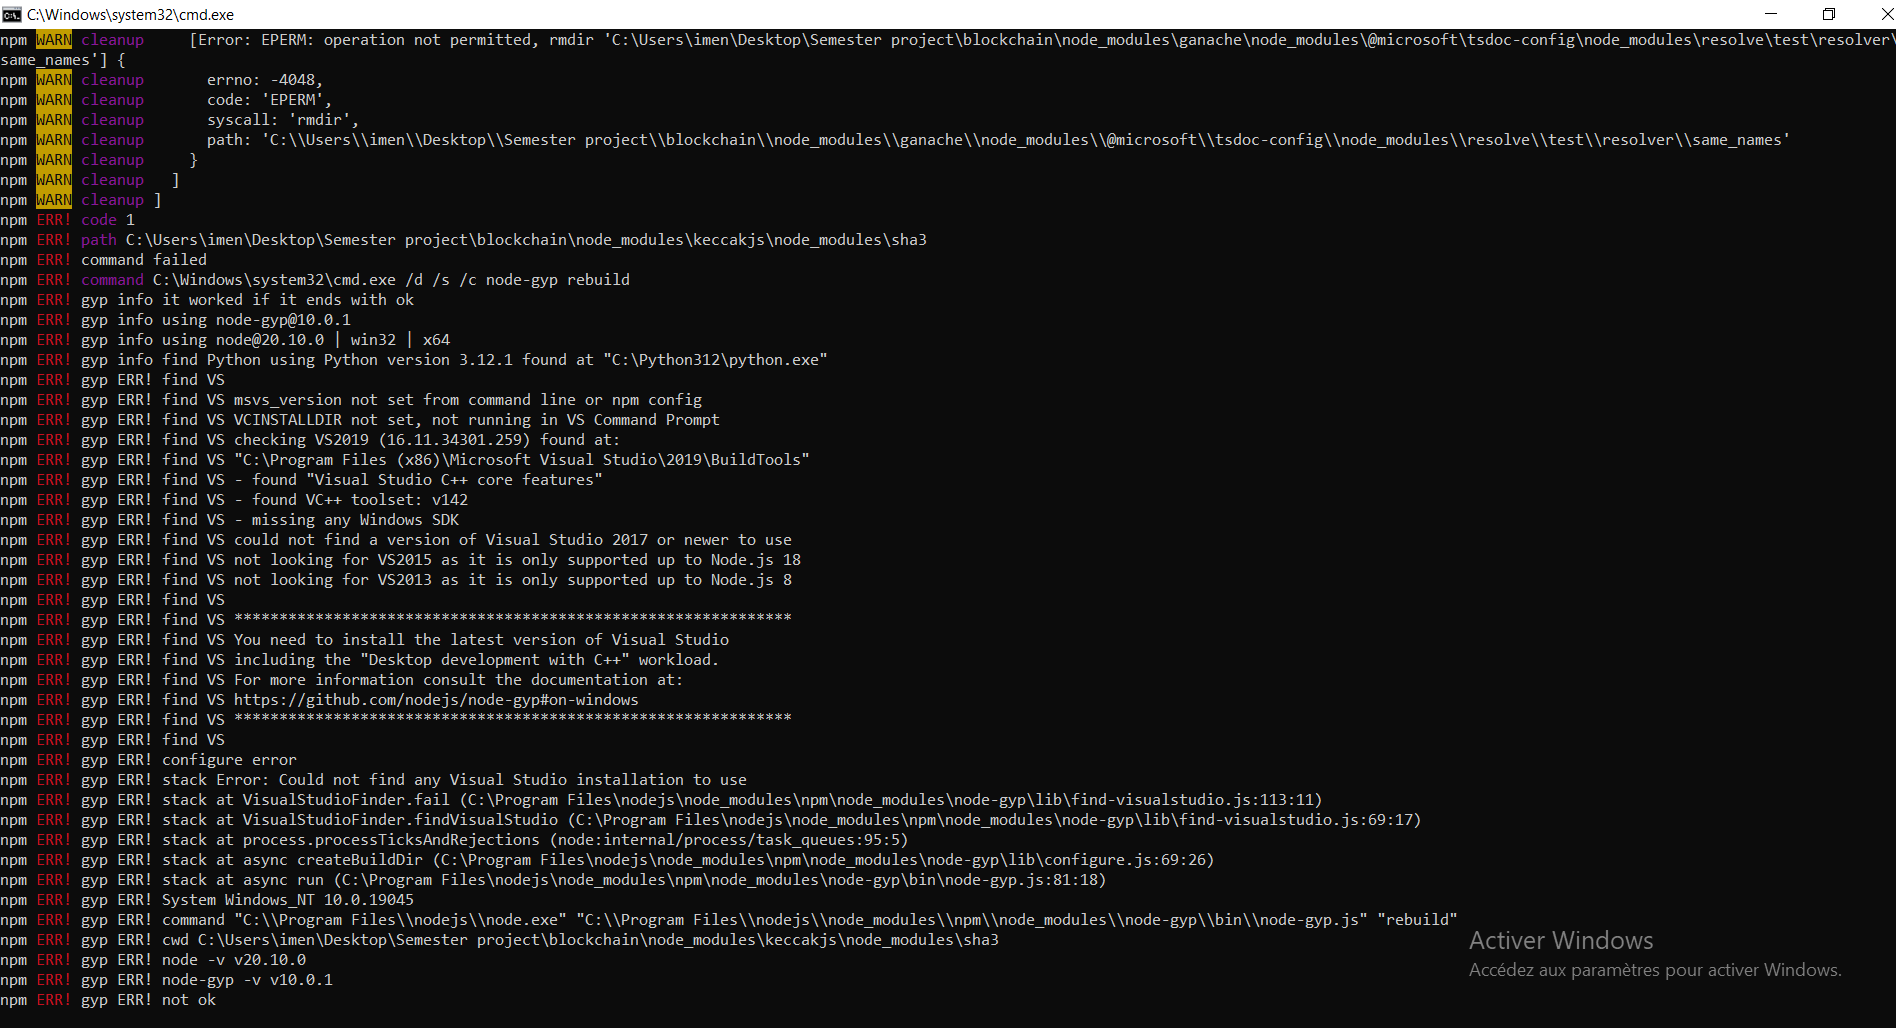 C:\Windows\system32\cmd.exe
npm WARN cleanup     [Error: EPERM: operation not permitted, rmdir 'C:\Users\imen\Desktop\Semester project\blockchain\node_modules\ganache\node_modules\@microsoft\tsdoc-config\node_modules\resolve\test\resolver\
same_names'] {
npm WARN cleanup       errno: -4048,
npm WARN cleanup       code: 'EPERM',
npm WARN cleanup       syscall: 'rmdir',
npm WARN cleanup       path: 'C:\\Users\\imen\\Desktop\\Semester project\\blockchain\\node_modules\\ganache\\node_modules\\@microsoft\\tsdoc-config\\node_modules\\resolve\\test\\resolver\\same_names'
npm WARN cleanup     }
npm WARN cleanup   ]
npm WARN cleanup ]
npm ERR! code 1
npm ERR! path C:\Users\imen\Desktop\Semester project\blockchain\node_modules\keccakjs\node_modules\sha3
npm ERR! command failed
npm ERR! command C:\Windows\system32\cmd.exe /d /s /c node-gyp rebuild
npm ERR! gyp info it worked if it ends with ok
npm ERR! gyp info using node-gyp@10.0.1
npm ERR! gyp info using node@20.10.0 | win32 | x64
npm ERR! gyp info find Python using Python version 3.12.1 found at "C:\Python312\python.exe"
npm ERR! gyp ERR! find VS
npm ERR! gyp ERR! find VS msvs_version not set from command line or npm config
npm ERR! gyp ERR! find VS VCINSTALLDIR not set, not running in VS Command Prompt
npm ERR! gyp ERR! find VS checking VS2019 (16.11.34301.259) found at:
npm ERR! gyp ERR! find VS "C:\Program Files (x86)\Microsoft Visual Studio\2019\BuildTools"
npm ERR! gyp ERR! find VS - found "Visual Studio C++ core features"
npm ERR! gyp ERR! find VS - found VC++ toolset: v142
npm ERR! gyp ERR! find VS - missing any Windows SDK
npm ERR! gyp ERR! find VS could not find a version of Visual Studio 2017 or newer to use
npm ERR! gyp ERR! find VS not looking for VS2015 as it is only supported up to Node.js 18
npm ERR! gyp ERR! find VS not looking for VS2013 as it is only supported up to Node.js 8
npm ERR! gyp ERR! find VS
npm ERR! gyp ERR! find VS **************************************************************
npm ERR! gyp ERR! find VS You need to install the latest version of Visual Studio
npm ERR! gyp ERR! find VS including the "Desktop development with C++" workload.
npm ERR! gyp ERR! find VS For more information consult the documentation at:
npm ERR! gyp ERR! find VS https://github.com/nodejs/node-gyp#on-windows
npm ERR! gyp ERR! find VS **************************************************************
npm ERR! gyp ERR! find VS
npm ERR! gyp ERR! configure error
npm ERR! gyp ERR! stack Error: Could not find any Visual Studio installation to use
npm ERR! gyp ERR! stack at VisualStudioFinder.fail (C:\Program Files\nodejs\node_modules\npm\node_modules\node-gyp\lib\find-visualstudio.js:113:11)
npm ERR! gyp ERR! stack at VisualStudioFinder.findVisualStudio (C:\Program Files\nodejs\node_modules\npm\node_modules\node-gyp\lib\find-visualstudio.js:69:17)
npm ERR! gyp ERR! stack at process.processTicksAndRejections (node:internal/process/task_queues:95:5)
npm ERR! gyp ERR! stack at async createBuildDir (C:\Program Files\nodejs\node_modules\npm\node_modules\node-gyp\lib\configure.js:69:26)
npm ERR! gyp ERR! stack at async run (C:\Program Files\nodejs\node_modules\npm\node_modules\node-gyp\bin\node-gyp.js:81:18)
npm ERR! gyp ERR! System Windows_NT 10.0.19045
npm ERR! gyp ERR! command "C:\\Program Files\\nodejs\\node.exe" "C:\\Program Files\\nodejs\\node_modules\\npm\\node_modules\\node-gyp\\bin\\node-gyp.js" "rebuild"
npm ERR! gyp ERR! cwd C:\Users\imen\Desktop\Semester project\blockchain\node_modules\keccakjs\node_modules\sha3
npm ERR! gyp ERR! node -v v20.10.0
npm ERR! gyp ERR! node-gyp -v v10.0.1
npm ERR! gyp ERR! not ok
Activer Windows
Accédez aux paramètres pour activer Windows.